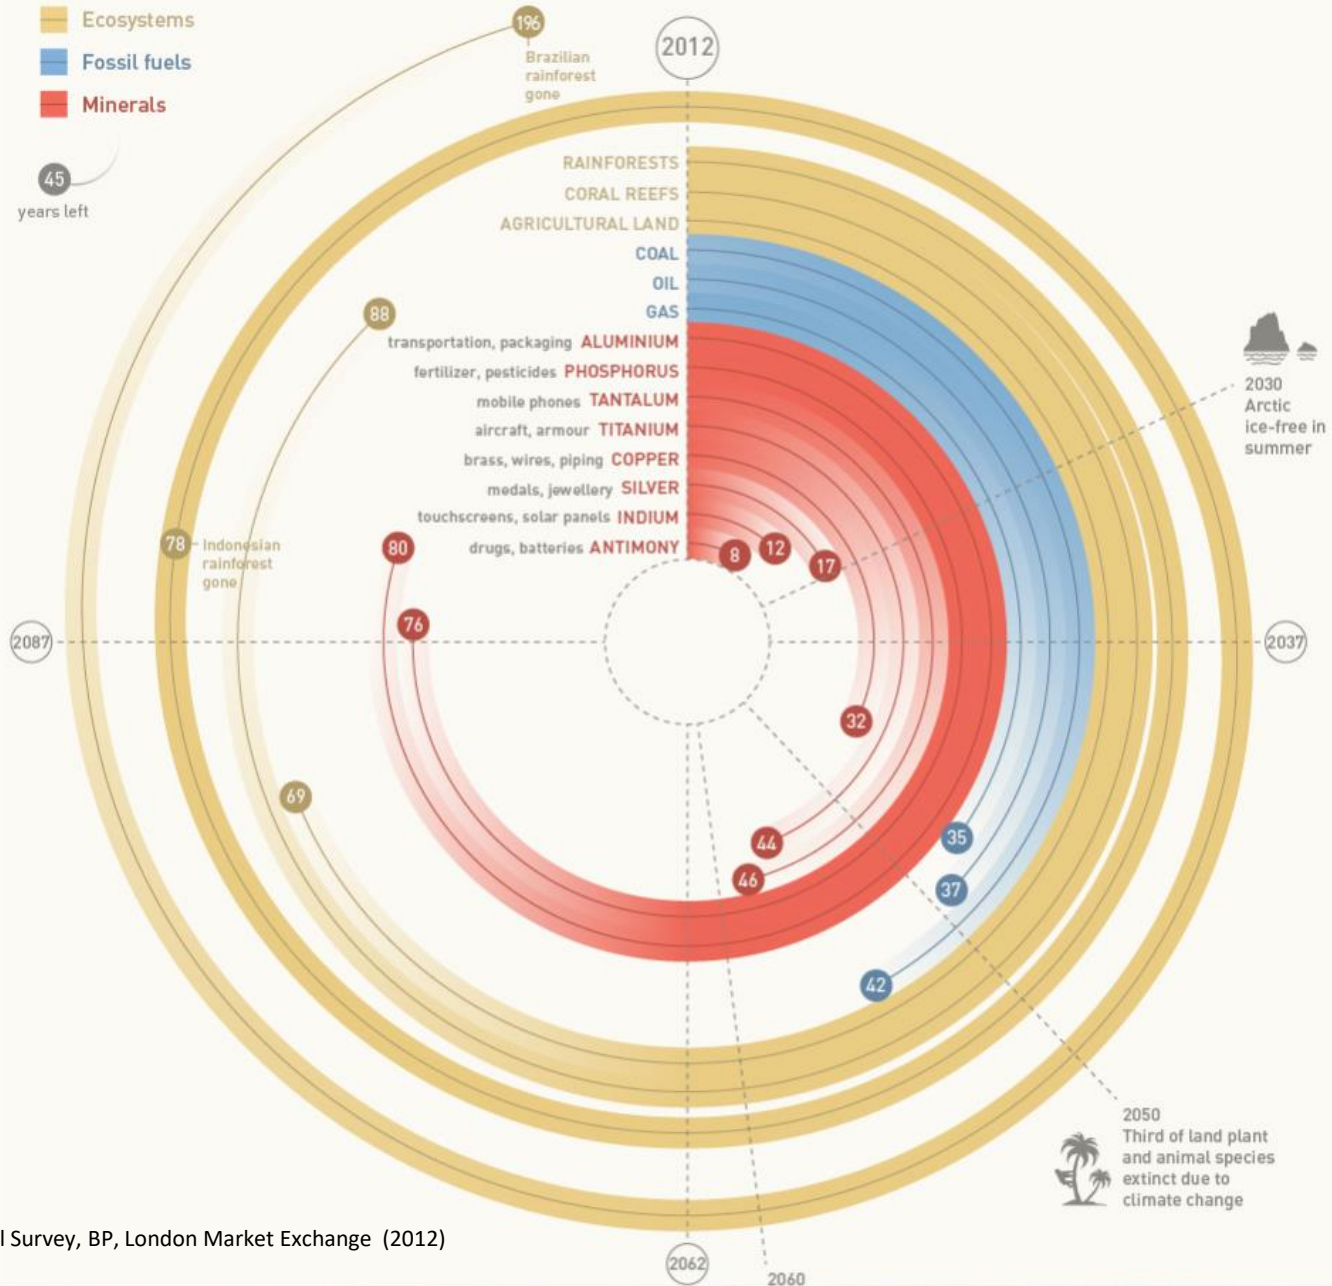 Ecosystems
Fossil fuels
Minerals
45
years left
196
Brazilian
rainforest
gone
2012
RAINFORESTS
CORAL REEFS
AGRICULTURAL LAND
COAL
OIL
GAS
transportation, packaging ALUMINIUM
fertilizer, pesticides PHOSPHORUS
mobile phones TANTALUM
aircraft, armour TITANIUM
brass, wires, piping COPPER
medals, jewellery SILVER
touchscreens, solar panels INDIUM
drugs, batteries ANTIMONY
88
78
Indonesian
rainforest
gone
80
76
69
8
12
17
32
44
46
35
37
42
2030
Arctic
ice-free in
summer
2087
2037
2050
Third of land plant
and animal species
extinct due to
climate change
l Survey, BP, London Market Exchange (2012)
2062
2060